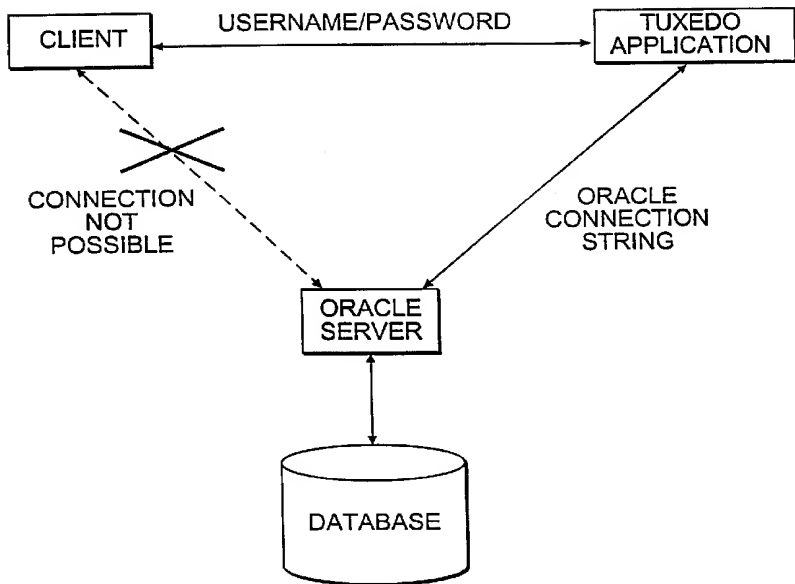 CLIENT
USERNAME/PASSWORD
TUXEDO
APPLICATION
CONNECTION
NOT
POSSIBLE
ORACLE
CONNECTION
STRING
ORACLE
SERVER
DATABASE